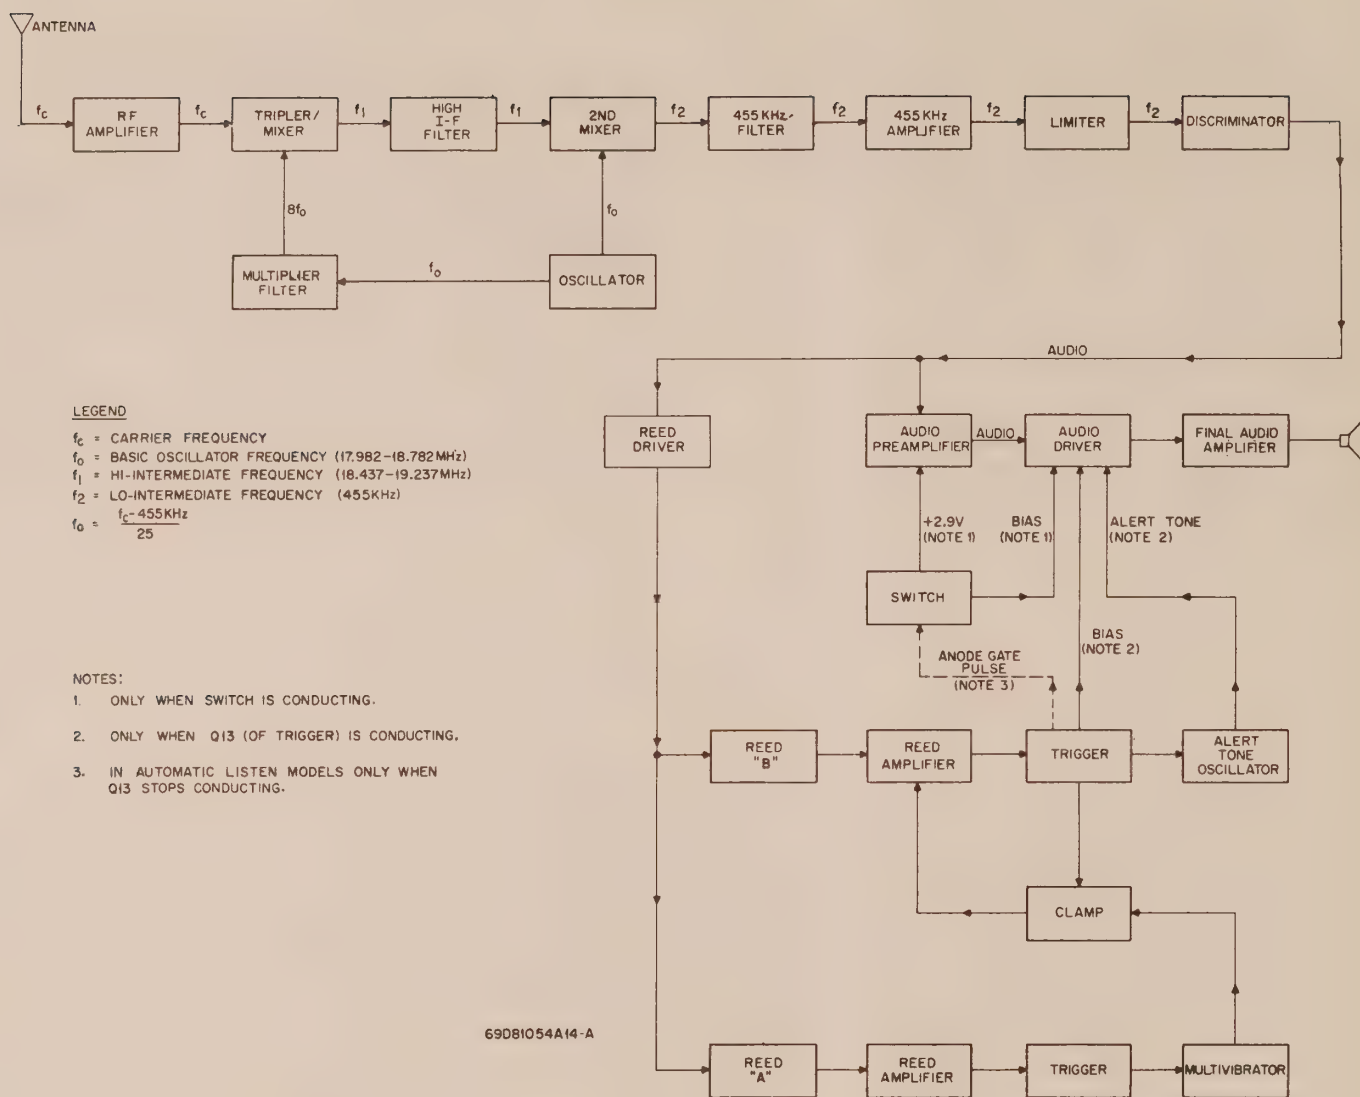 ANTENNA
fc
RF
AMPLIFIER
fc
TRIPLER/
MIXER
f1
HIGH
I-F
FILTER
f1
2ND
MIXER
f2
455KHz
FILTER
f2
455KHz
AMPLIFIER
f2
LIMITER
f2
DISCRIMINATOR
8fo
fo
MULTIPLIER
FILTER
fo
OSCILLATOR
AUDIO
LEGEND
fc = CARRIER FREQUENCY
fo = BASIC OSCILLATOR FREQUENCY (17.982-18.782MHz)
f1 = HI-INTERMEDIATE FREQUENCY (18.437-19.237MHz)
f2 = LO-INTERMEDIATE FREQUENCY (455KHz)
fo = fc-455KHz
25
REED
DRIVER
AUDIO
PREAMPLIFIER
AUDIO
AUDIO
DRIVER
FINAL AUDIO
AMPLIFIER
+2.9V
(NOTE 1)
BIAS
(NOTE 1)
ALERT TONE
(NOTE 2)
SWITCH
BIAS
(NOTE 2)
ANODE GATE
PULSE
(NOTE 3)
NOTES:
1. ONLY WHEN SWITCH IS CONDUCTING.
2. ONLY WHEN Q13 (OF TRIGGER) IS CONDUCTING.
3. IN AUTOMATIC LISTEN MODELS ONLY WHEN
Q13 STOPS CONDUCTING.
REED
"B"
REED
AMPLIFIER
TRIGGER
ALERT
TONE
OSCILLATOR
CLAMP
69D81054A14-A
REED
"A"
REED
AMPLIFIER
TRIGGER
MULTIVIBRATOR